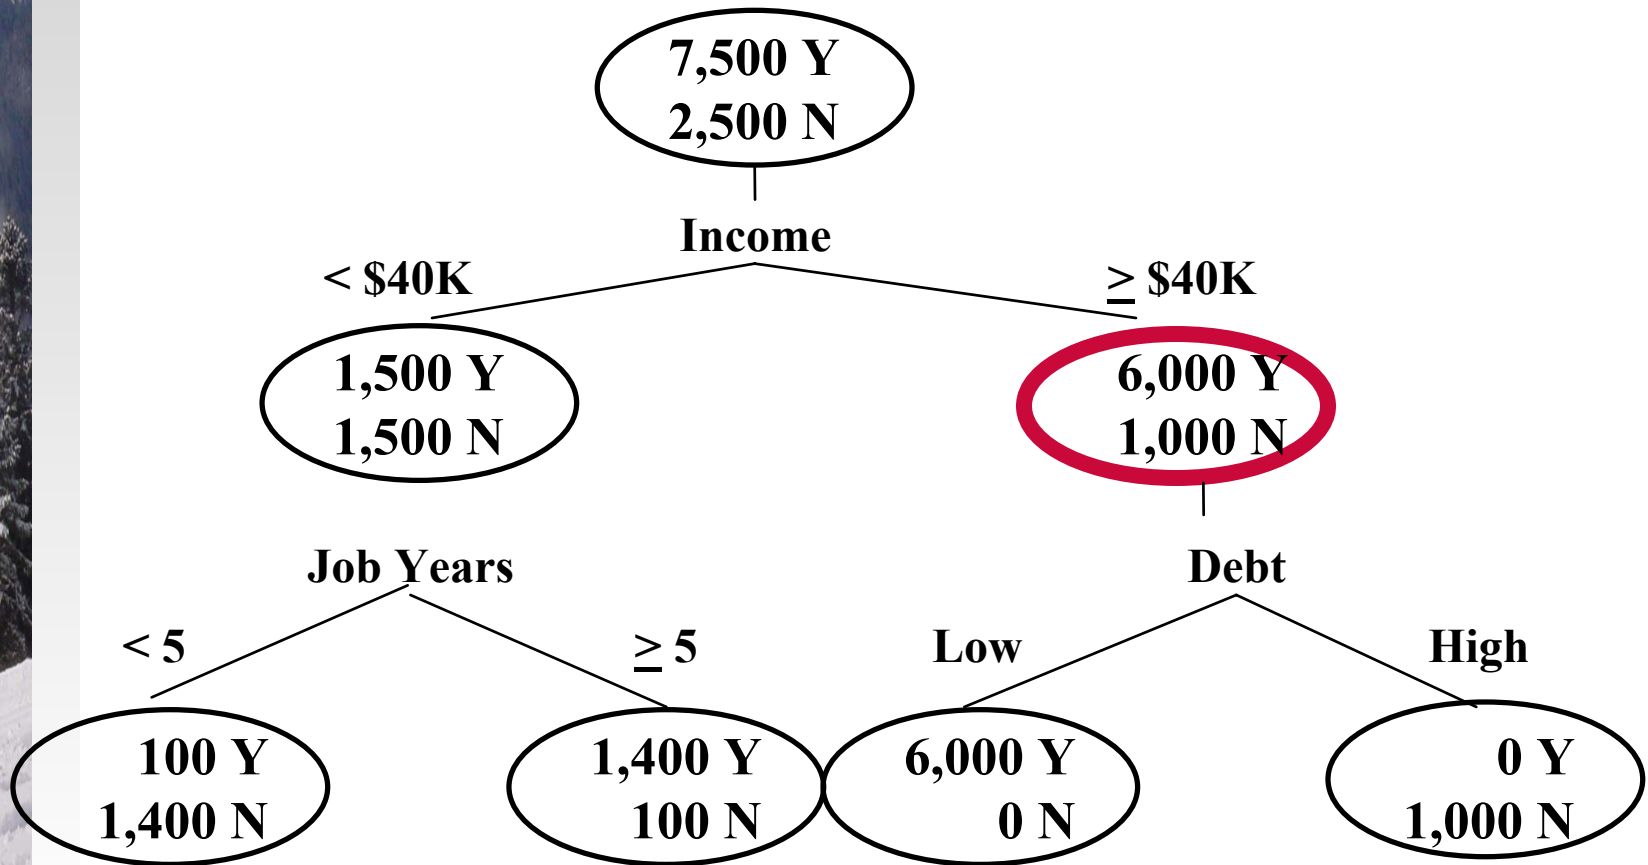 7,500 Y
2,500 N
Income
< $40K
≥ $40K
1,500 Y
1,500 N
6,000 Y
1,000 N
Job Years
Debt
< 5
≥ 5
Low
High
100 Y
1,400 N
1,400 Y
100 N
6,000 Y
0 N
0 Y
1,000 N